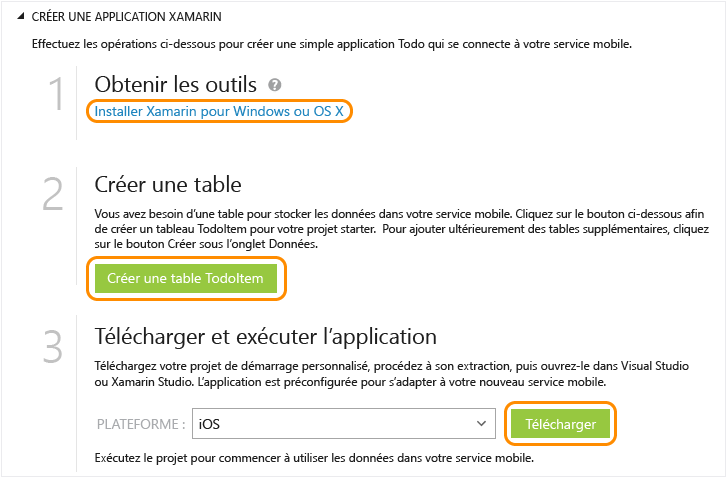 CRÉER UNE APPLICATION XAMARIN
Effectuez les opérations ci-dessous pour créer une simple application Todo qui se connecte à votre service mobile.
1
Obtenir les outils ?
Installer Xamarin pour Windows ou OS X
2
Créer une table
Vous avez besoin d'une table pour stocker les données dans votre service mobile. Cliquez sur le bouton ci-dessous afin
de créer un tableau TodoItem pour votre projet starter. Pour ajouter ultérieurement des tables supplémentaires, cliquez
sur le bouton Créer sous l'onglet Données.
Créer une table TodoItem
3
Télécharger et exécuter l'application
Téléchargez votre projet de démarrage personnalisé, procédez à son extraction, puis ouvrez-le dans Visual Studio
ou Xamarin Studio. L'application est préconfigurée pour s'adapter à votre nouveau service mobile.
PLATEFORME : iOS Télécharger
Exécutez le projet pour commencer à utiliser les données dans votre service mobile.